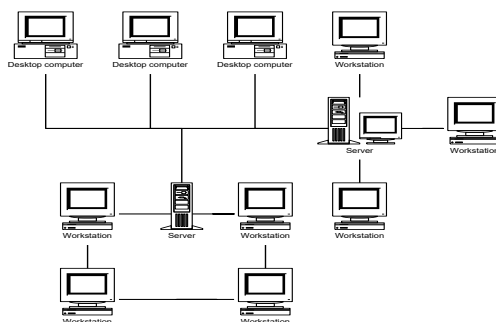 Desktop computer Desktop computer Desktop computer Workstation
Server Workstation
Workstation Server Workstation Workstation
Workstation Workstation